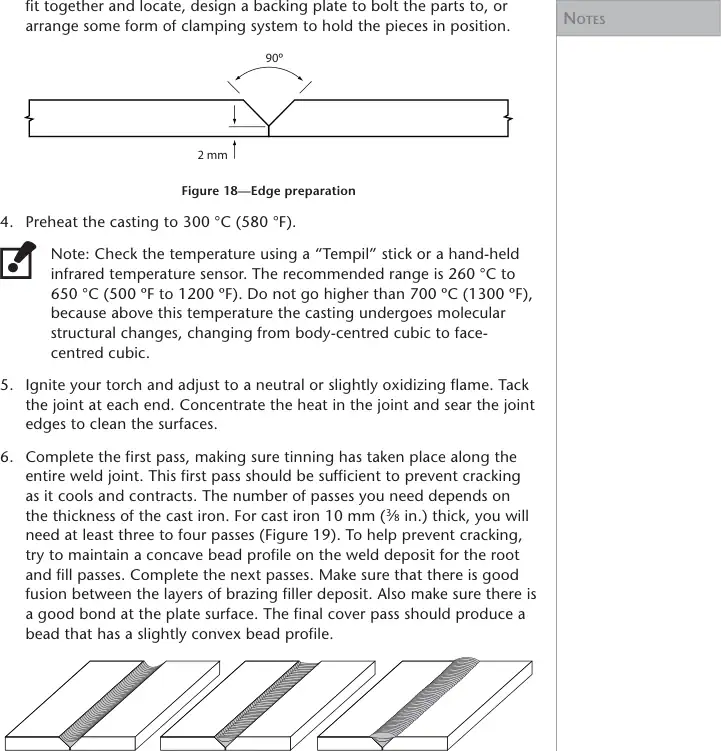 fit together and locate, design a backing plate to bolt the parts to, or
arrange some form of clamping system to hold the pieces in position.
NOTES
90º
2 mm
Figure 18—Edge preparation
4. Preheat the casting to 300 °C (580 °F).
Note: Check the temperature using a “Tempil” stick or a hand-held
infrared temperature sensor. The recommended range is 260 °C to
650 °C (500 ºF to 1200 ºF). Do not go higher than 700 ºC (1300 ºF),
because above this temperature the casting undergoes molecular
structural changes, changing from body-centred cubic to face-
centred cubic.
5. Ignite your torch and adjust to a neutral or slightly oxidizing flame. Tack
the joint at each end. Concentrate the heat in the joint and sear the joint
edges to clean the surfaces.
6. Complete the first pass, making sure tinning has taken place along the
entire weld joint. This first pass should be sufficient to prevent cracking
as it cools and contracts. The number of passes you need depends on
the thickness of the cast iron. For cast iron 10 mm (⅜ in.) thick, you will
need at least three to four passes (Figure 19). To help prevent cracking,
try to maintain a concave bead profile on the weld deposit for the root
and fill passes. Complete the next passes. Make sure that there is good
fusion between the layers of brazing filler deposit. Also make sure there is
a good bond at the plate surface. The final cover pass should produce a
bead that has a slightly convex bead profile.